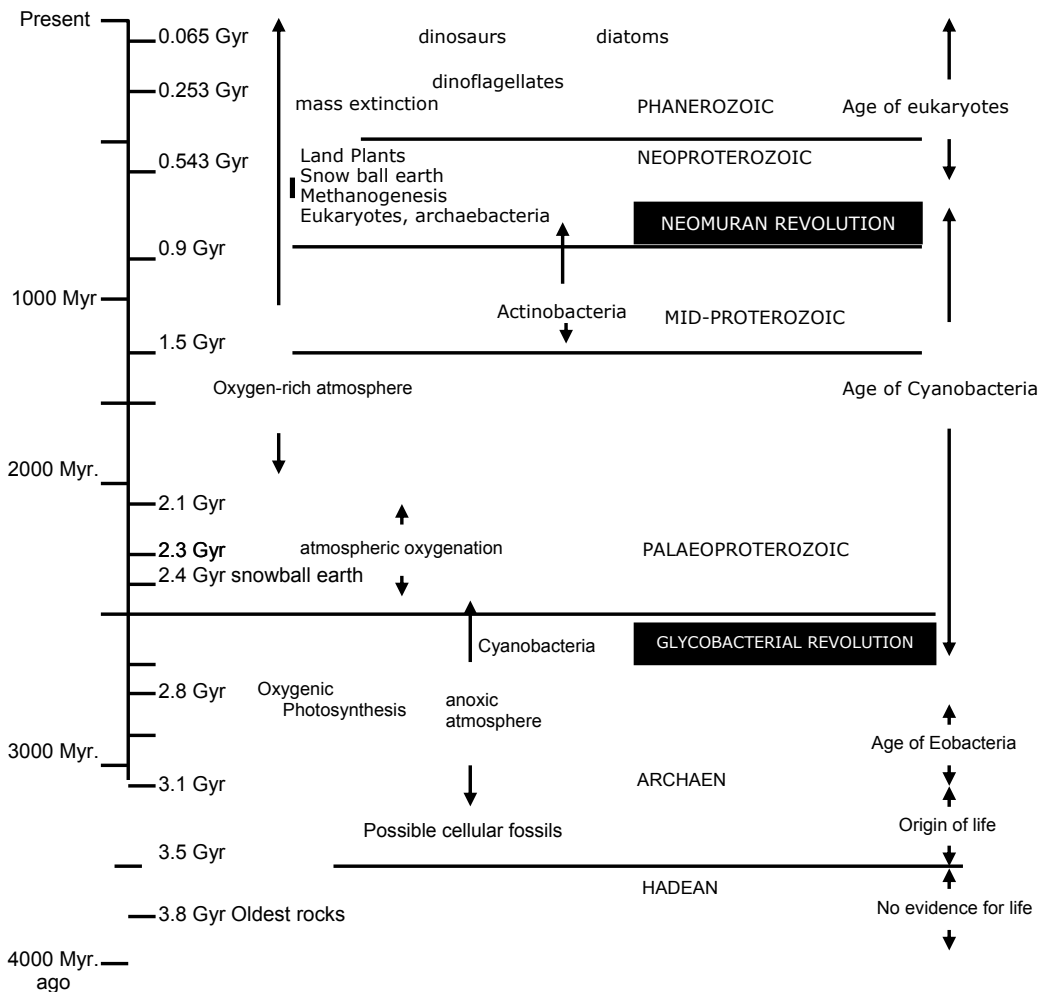 Present
0.065 Gyr
dinosaurs
diatoms
dinoflagellates
0.253 Gyr
mass extinction
PHANEROZOIC
Age of eukaryotes
0.543 Gyr
Land Plants
NEOPROTEROZOIC
Snow ball earth
Methanogenesis
Eukaryotes, archaebacteria
NEOMURAN REVOLUTION
0.9 Gyr
1000 Myr
Actinobacteria
MID-PROTEROZOIC
1.5 Gyr
Oxygen-rich atmosphere
Age of Cyanobacteria
2000 Myr.
2.1 Gyr
2.3 Gyr
atmospheric oxygenation
PALAEOPROTEROZOIC
2.4 Gyr snowball earth
Cyanobacteria
GLYCOBACTERIAL REVOLUTION
2.8 Gyr
Oxygenic
Photosynthesis
anoxic
atmosphere
Age of Eobacteria
3000 Myr.
3.1 Gyr
ARCHAEN
Possible cellular fossils
Origin of life
3.5 Gyr
HADEAN
3.8 Gyr Oldest rocks
No evidence for life
4000 Myr.
ago